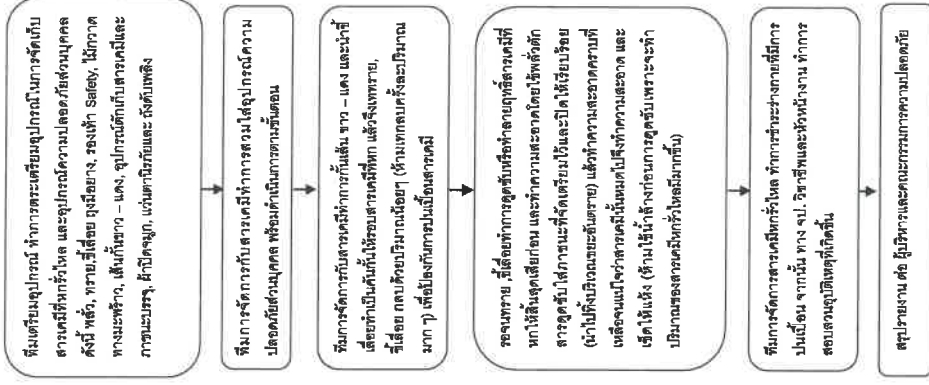 ทีมเตรียมอุปกรณ์ ทำการตระเตรียมอุปกรณ์ในการจัดเก็บ
สารเคมีที่หกรั่วไหล และอุปกรณ์ความปลอดภัยส่วนบุคคล
ดังนี้ พลั่ว, ทราย,ขี้เลื่อย ถุงมือยาง, รองเท้า Safety, ไม้กวาด
ทางมะพร้าว, เส้นกั้นขาว – แดง, อุปกรณ์ตักเก็บสารเคมีและ
ภาชนะบรรจุ, ผ้าปิดจมูก, แว่นตานิรภัยและ ถังดับเพลิง
ทีมการจัดการกับสารเคมีทำการสวมใส่อุปกรณ์ความ
ปลอดภัยส่วนบุคคล พร้อมดำเนินการตามขั้นตอน
ทีมการจัดการกับสารเคมีทำการกั้นเส้น ขาว – แดง และนำขี้
เลื่อยทำเป็นคันกั้นให้รอบสารเคมีที่หก แล้วจึงเททราย,
ขี้เลื่อย กลบด้วยปริมาณน้อยๆ (ห้ามเทกลบครั้งละปริมาณ
มาก ๆ) เพื่อป้องกันการปนเปื้อนสารเคมี
รอจนทราย ขี้เลื่อยทำการดูดซับหรือทำลายฤทธิ์สารเคมีที่
หกให้สิ้นสุดเสียก่อน และทำความสะอาดโดยใช้พลั่วตัก
สารดูดซับใส่ภาชนะที่จัดเตรียมไว้และปิดให้เรียบร้อย
(นำไปทิ้งบริเวณขยะอันตราย) แล้วทำความสะอาดคราบที่
เหลือจนแน่ใจว่าสารเคมีนั้นหมดไปจึงทำความสะอาด และ
เช็ดให้แห้ง (ห้ามใช้น้ำล้างก่อนการดูดซับเพราะจะทำ
ปริมาณของสารเคมีหกรั่วไหลมีมากขึ้น)
ทีมการจัดการสารเคมีหกรั่วไหล ทำการชำระร่างกายที่มีการ
ปนเปื้อน จากนั้น ทาง จป. วิชาชีพและหัวหน้างาน ทำการ
สอบสวนอุบัติเหตุที่เกิดขึ้น
สรุปรายงาน ต่อ ผู้บริหารและคณะกรรมการความปลอดภัย